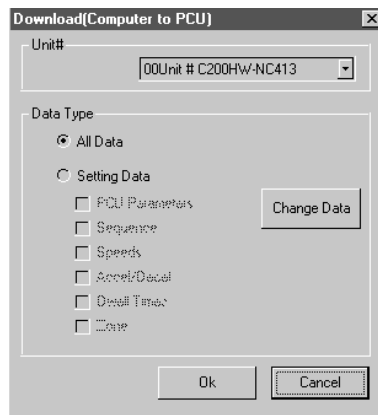 Download(Computer to PCU)
Unit#
00Unit # C200HW-NC413
Data Type
All Data
Setting Data
PCU Parameters
Change Data
Sequence
Speeds
Accel/Decel
Dwell Times
Zone
Ok
Cancel